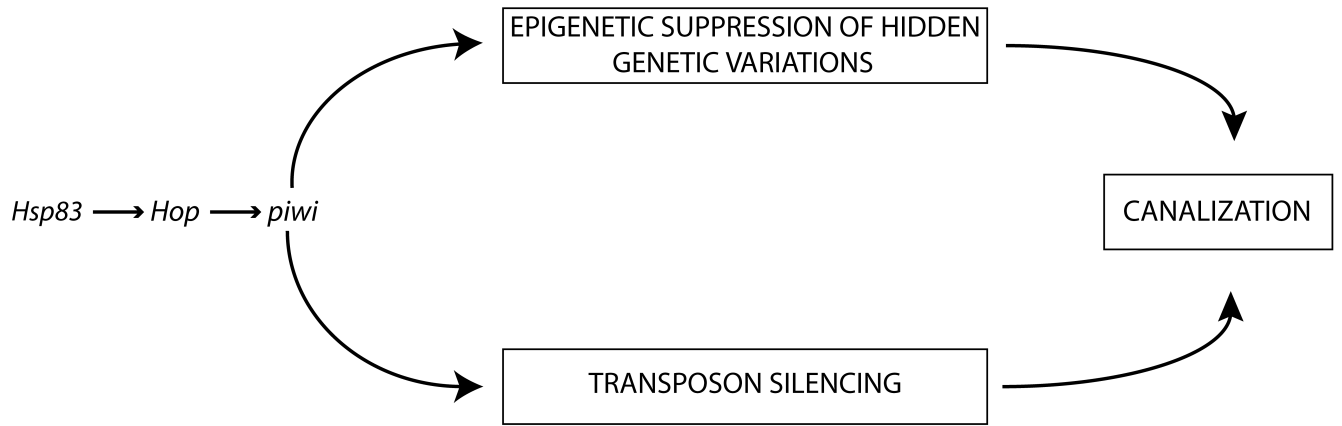 EPIGENETIC SUPPRESSION OF HIDDEN
GENETIC VARIATIONS
Hsp83 → Hop → piwi
CANALIZATION
TRANSPOSON SILENCING